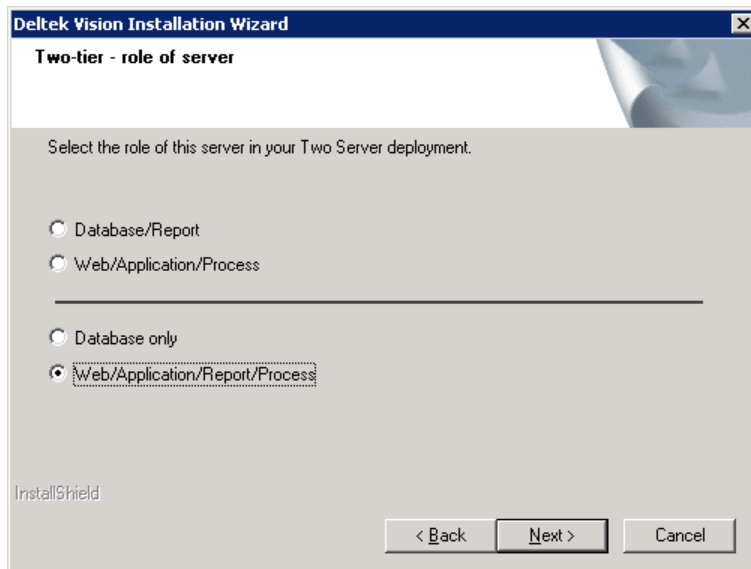 Deltek Vision Installation Wizard
Two-tier - role of server
Select the role of this server in your Two Server deployment.
Database/Report
Web/Application/Process
Database only
Web/Application/Report/Process
InstallShield
< Back
Next >
Cancel